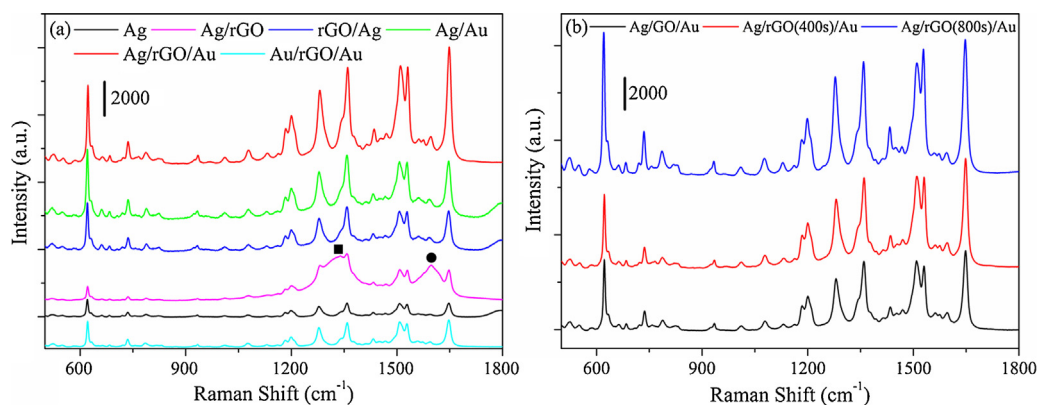 (a) Ag Ag/rGO rGO/Ag Ag/Au
Ag/rGO/Au Au/rGO/Au
2000
Intensity (a.u.)
600 900 1200 1500 1800
Raman Shift (cm-1)
(b) Ag/GO/Au Ag/rGO(400s)/Au Ag/rGO(800s)/Au
2000
Intensity (a.u.)
600 900 1200 1500 1800
Raman Shift (cm-1)